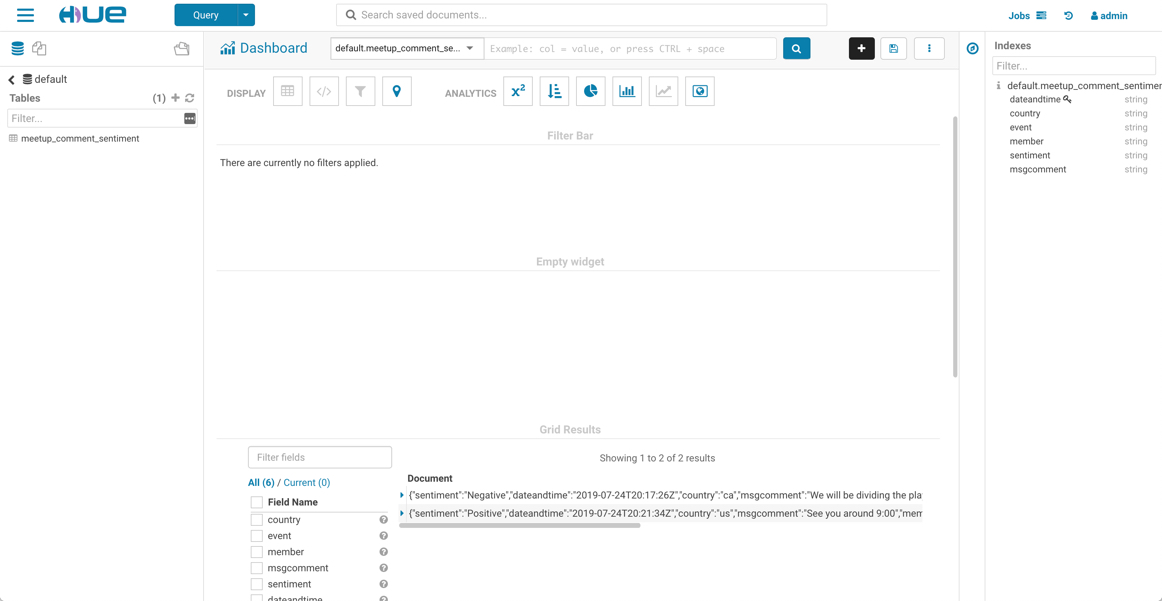 HUE
Query
Search saved documents...
Jobs
admin
default
Tables
(1)
Filter...
meetup_comment_sentiment
Dashboard
default.meetup_comment_se...
Example: col = value, or press CTRL + space
DISPLAY
</>
ANALYTICS
x²
Filter Bar
There are currently no filters applied.
Empty widget
Grid Results
Filter fields
All (6) / Current (0)
Field Name
country
event
member
msgcomment
sentiment
dateandtime
Showing 1 to 2 of 2 results
Document
{"sentiment":"Negative","dateandtime":"2019-07-24T20:17:26Z","country":"ca","msgcomment":"We will be dividing the pla
{"sentiment":"Positive","dateandtime":"2019-07-24T20:21:34Z","country":"us","msgcomment":"See you around 9:00","mem
Indexes
Filter...
default.meetup_comment_sentimer
dateandtime string
country string
event string
member string
sentiment string
msgcomment string